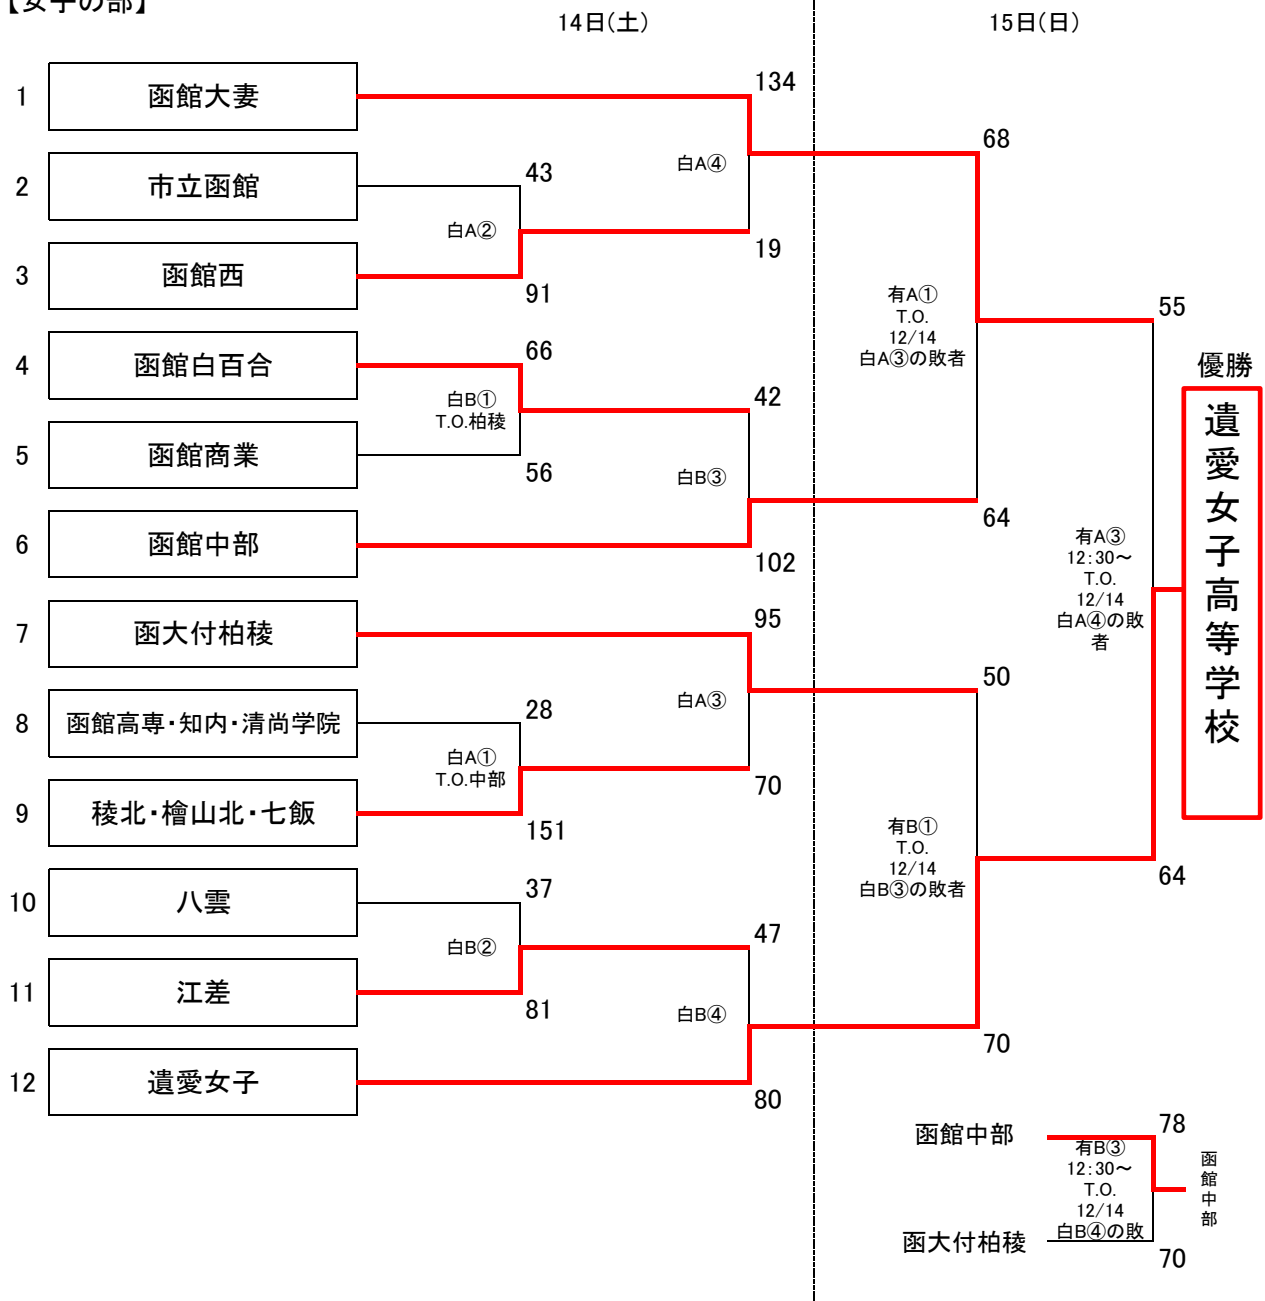 【女子の部】
14日(土)
15日(日)
1
函館大妻
134
68
2
市立函館
43
白A②
白A④
3
函館西
91
19
有A①
T.O.
12/14
白A③の敗者
55
4
函館白百合
66
白B①
T.O.柏稜
42
5
函館商業
56
白B③
6
函館中部
102
64
有A③
12:30～
T.O.
12/14
白A④の敗
者
優勝
遺愛女子高等学校
7
函大付柏稜
95
50
8
函館高専・知内・清尚学院
28
白A①
T.O.中部
白A③
9
稜北・檜山北・七飯
151
70
有B①
T.O.
12/14
白B③の敗者
64
10
八雲
37
白B②
47
11
江差
81
白B④
12
遺愛女子
80
70
函館中部
78
有B③
12:30～
T.O.
12/14
白B④の敗
函館中部
函大付柏稜
70